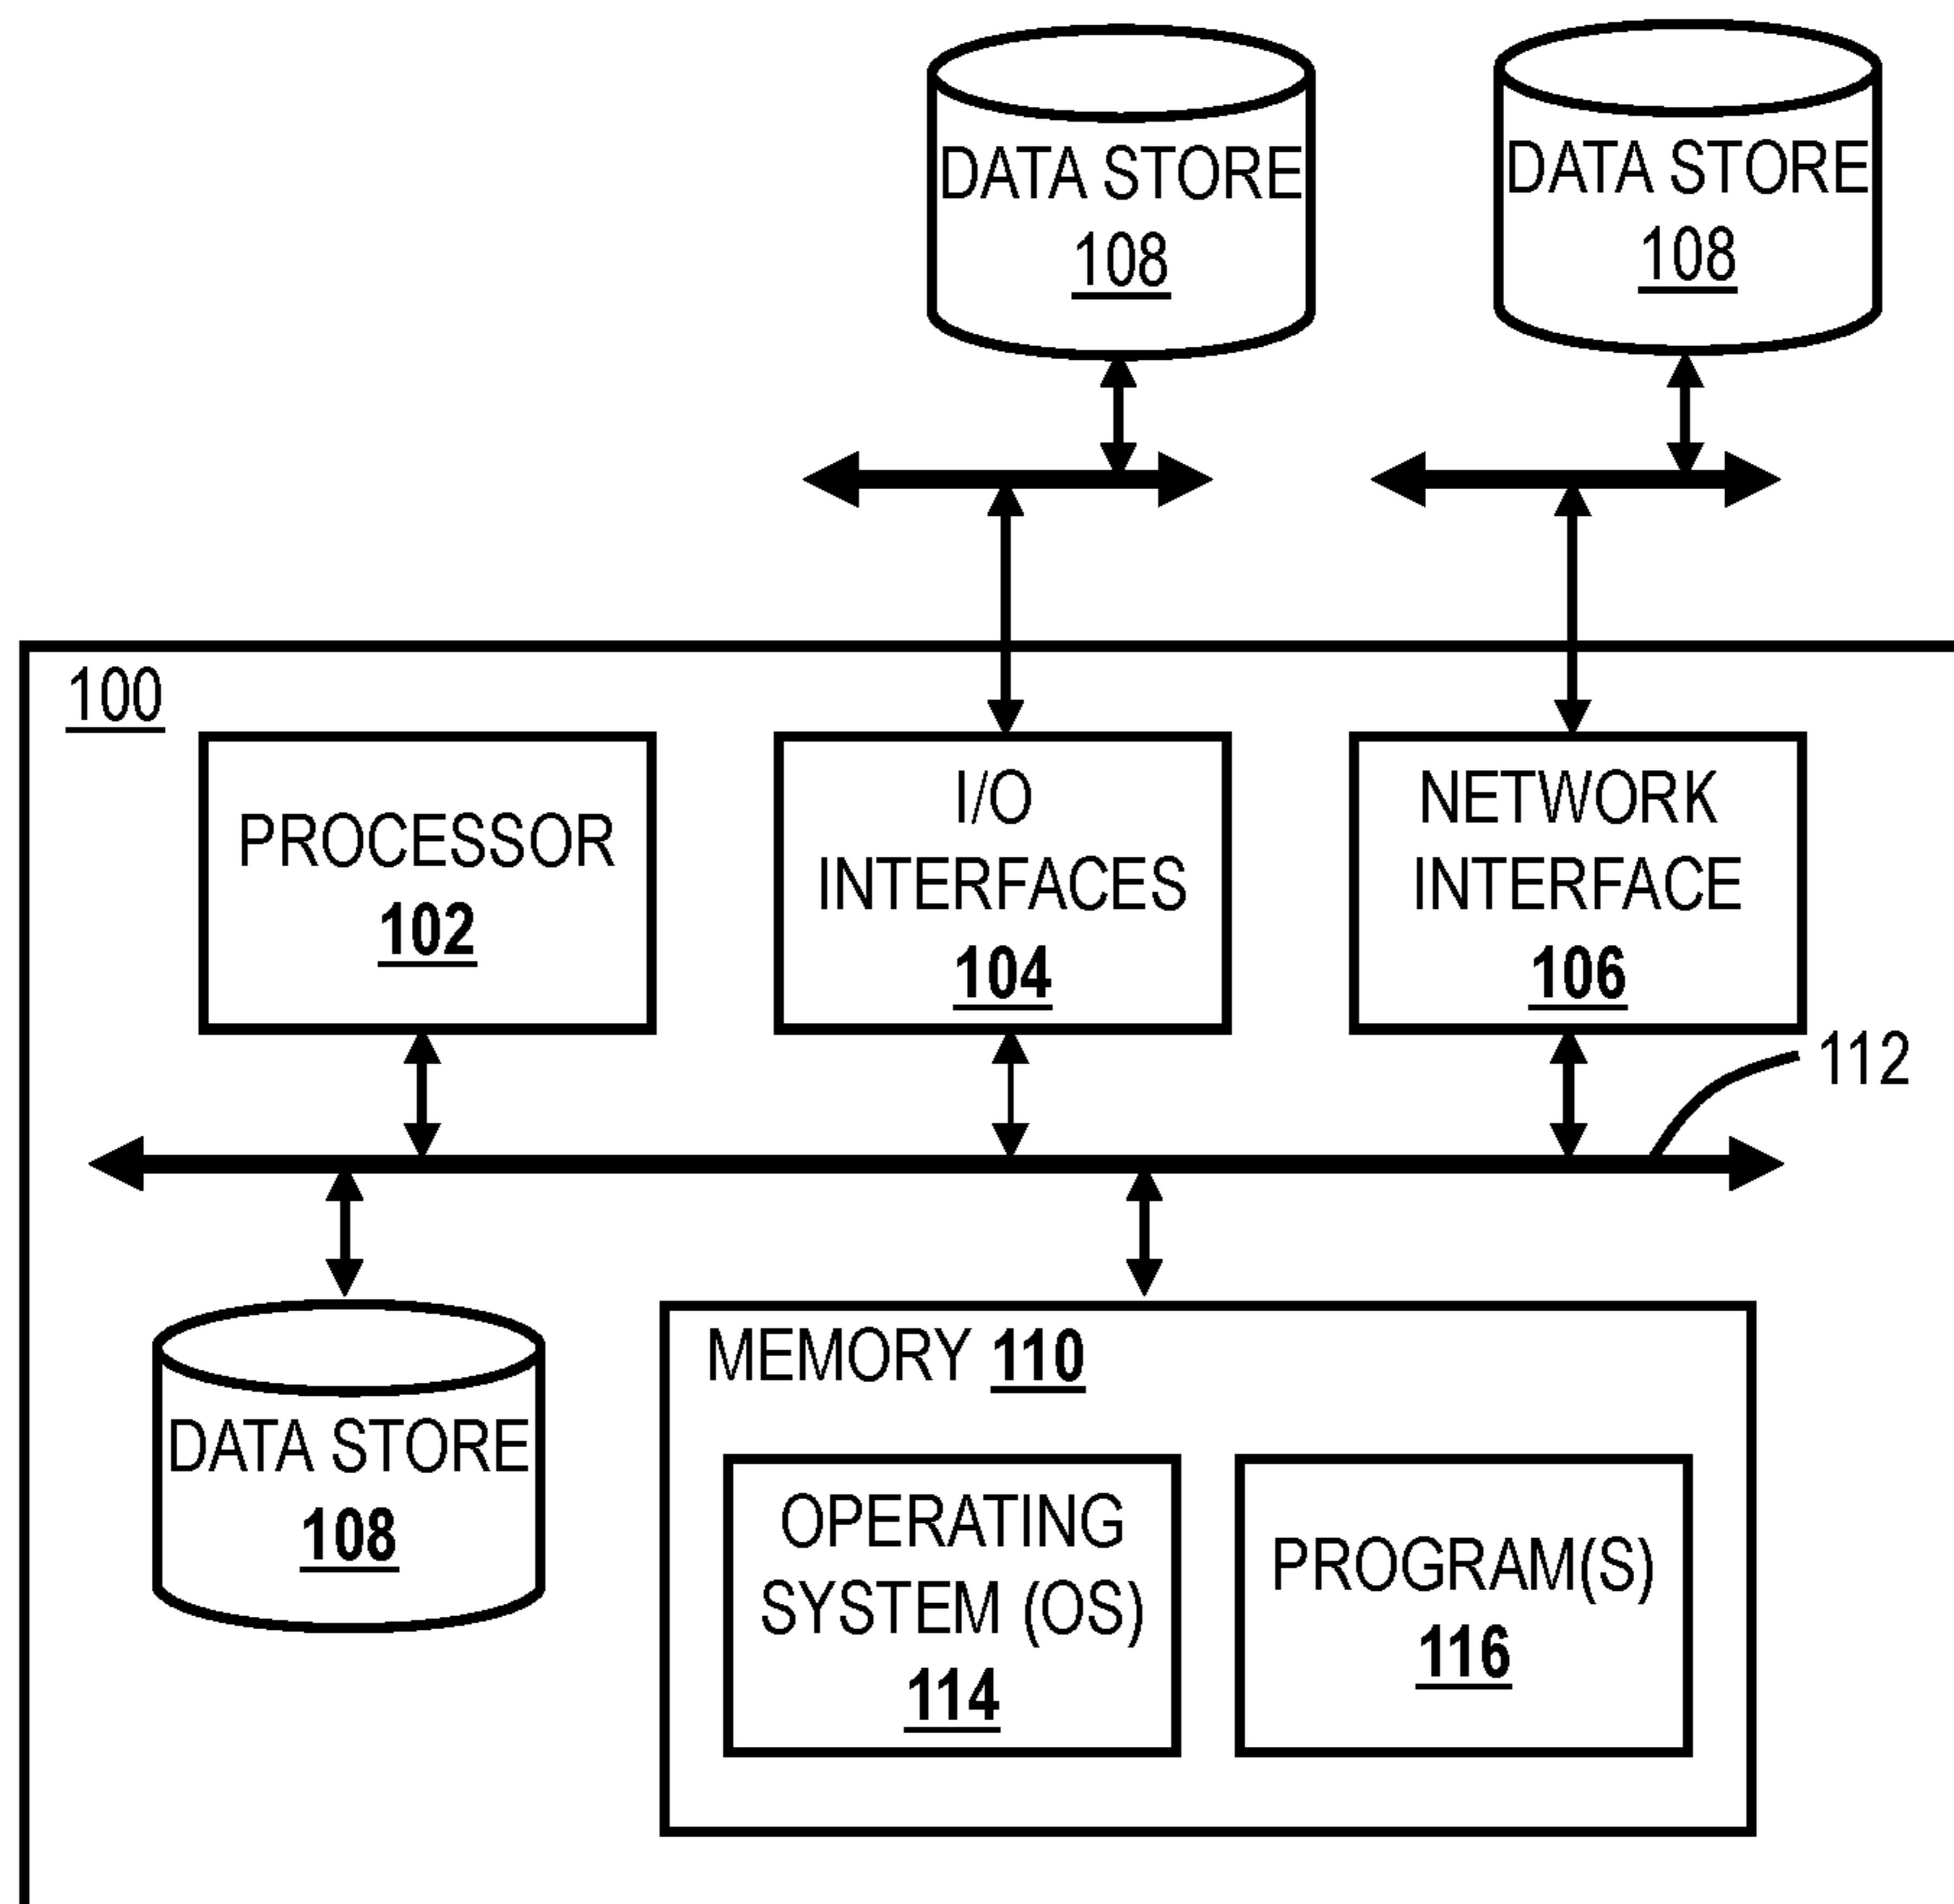 DATA STORE
108
DATA STORE
108
100
PROCESSOR
102
I/O
INTERFACES
104
NETWORK
INTERFACE
106
112
DATA STORE
108
MEMORY 110
OPERATING
SYSTEM (OS)
114
PROGRAM(S)
116